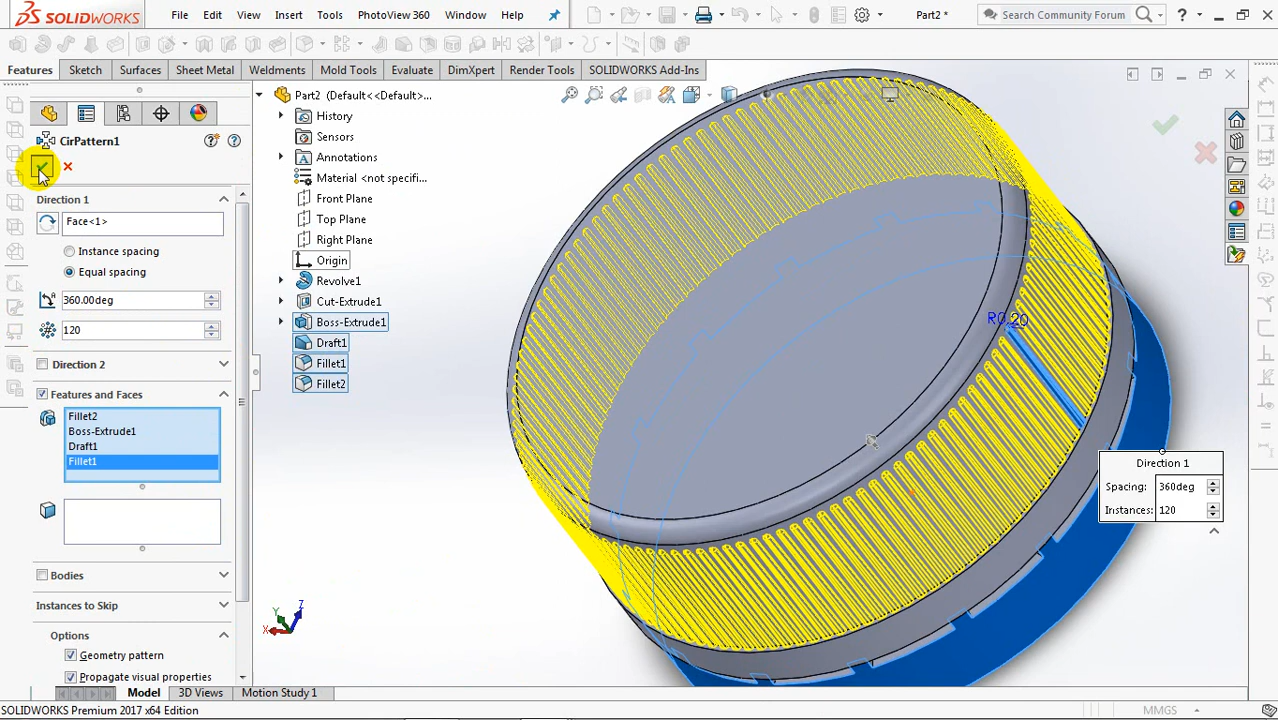 SOLIDWORKS File Edit View Insert Tools PhotoView 360 Window Help Part2 * Search Community Forum ?
Features Sketch Surfaces Sheet Metal Weldments Mold Tools Evaluate DimXpert Render Tools SOLIDWORKS Add-Ins
CirPattern1
Direction 1
Face<1>
Instance spacing
Equal spacing
360.00deg
120
Direction 2
Features and Faces
Fillet2
Boss-Extrude1
Draft1
Fillet1
Bodies
Instances to Skip
Options
Geometry pattern
Propagate visual properties
Part2 (Default<<Default>...
History
Sensors
Annotations
Material <not specifi...
Front Plane
Top Plane
Right Plane
Origin
Revolve1
Cut-Extrude1
Boss-Extrude1
Draft1
Fillet1
Fillet2
R0.20
Direction 1
Spacing: 360deg
Instances: 120
X Y Z
Model 3D Views Motion Study 1
SOLIDWORKS Premium 2017 x64 Edition MMGS